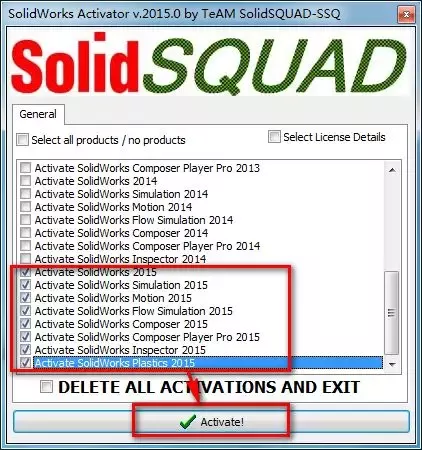 SolidWorks Activator v.2015.0 by TeAM SolidSQUAD-SSQ
SolidSQUAD
General
Select all products / no products
Select License Details
Activate SolidWorks Composer Player Pro 2013
Activate SolidWorks 2014
Activate SolidWorks Simulation 2014
Activate SolidWorks Motion 2014
Activate SolidWorks Flow Simulation 2014
Activate SolidWorks Composer 2014
Activate SolidWorks Composer Player Pro 2014
Activate SolidWorks Inspector 2014
Activate SolidWorks 2015
Activate SolidWorks Simulation 2015
Activate SolidWorks Motion 2015
Activate SolidWorks Flow Simulation 2015
Activate SolidWorks Composer 2015
Activate SolidWorks Composer Player Pro 2015
Activate SolidWorks Inspector 2015
Activate SolidWorks Plastics 2015
DELETE ALL ACTIVATIONS AND EXIT
Activate!